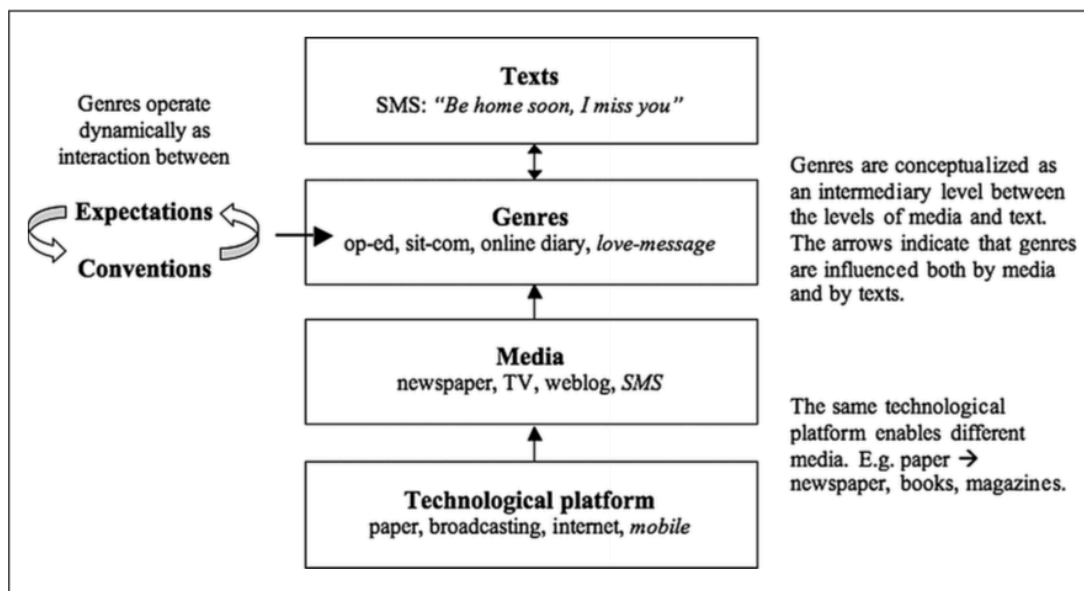 Texts
SMS: "Be home soon, I miss you"
Genres operate
dynamically as
interaction between
Expectations
Conventions
Genres
op-ed, sit-com, online diary, love-message
Genres are conceptualized as
an intermediary level between
the levels of media and text.
The arrows indicate that genres
are influenced both by media
and by texts.
Media
newspaper, TV, weblog, SMS
The same technological
platform enables different
media. E.g. paper →
newspaper, books, magazines.
Technological platform
paper, broadcasting, internet, mobile